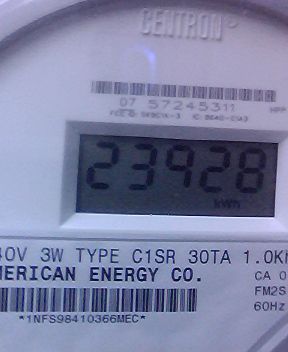 CENTRON
07 57245311
23928
kWh
40V 3W TYPE C1SR 30TA 1.0Kh
MERICAN ENERGY CO.
CA 0
FM2S
60Hz
*1NFS98410366MEC*